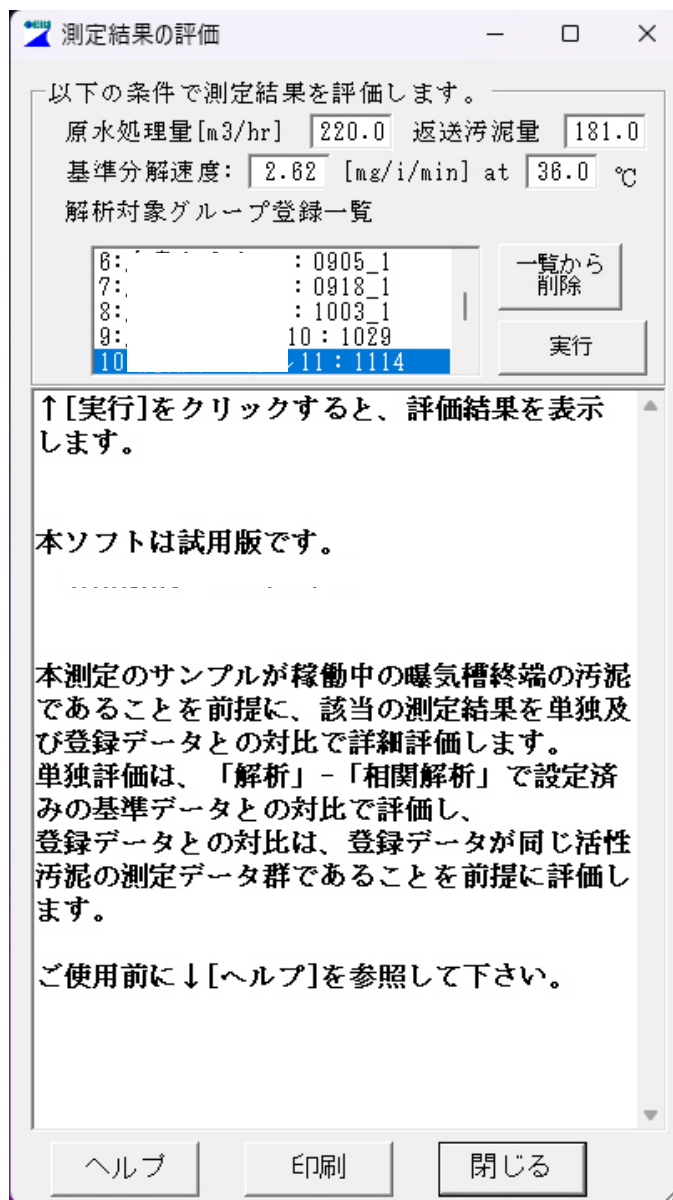 測定結果の評価
以下の条件で測定結果を評価します。
原水処理量[m3/hr] 220.0 返送汚泥量 181.0
基準分解速度: 2.62 [mg/i/min] at 36.0 ℃
解析対象グループ登録一覧
6: : 0905_1
7: : 0918_1
8: : 1003_1
9: 10 : 1029
10 11 : 1114
一覧から
削除
実行
↑[実行]をクリックすると、評価結果を表示
します。
本ソフトは試用版です。
本測定のサンプルが稼働中の曝気槽終端の汚泥
であることを前提に、該当の測定結果を単独及
び登録データとの対比で詳細評価します。
単独評価は、「解析」-「相関解析」で設定済
みの基準データとの対比で評価し、
登録データとの対比は、登録データが同じ活性
汚泥の測定データ群であることを前提に評価し
ます。
ご使用前に↓[ヘルプ]を参照して下さい。
ヘルプ 印刷 閉じる